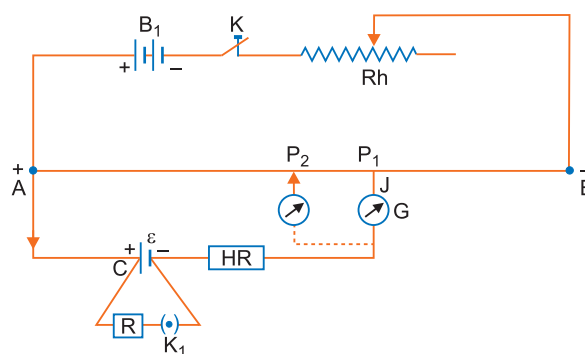 B₁ K
+ − Rh
+ P₂ P₁ −
A J B
G
ε
+ −
C HR
R
K₁